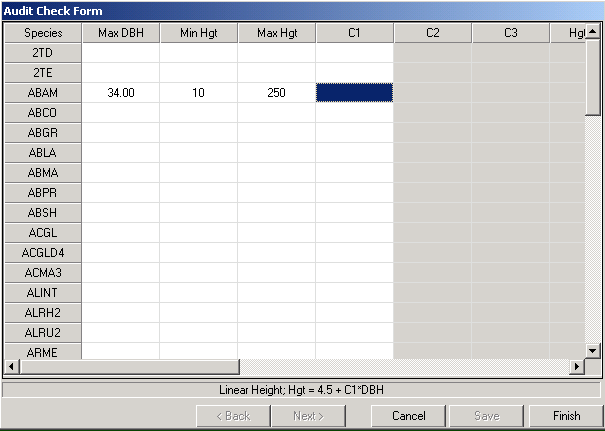 Audit Check Form
Species Max DBH Min Hgt Max Hgt C1 C2 C3
2TD
2TE
ABAM 34.00 10 250
ABCO
ABGR
ABLA
ABMA
ABPR
ABSH
ACGL
ACGLD4
ACMA3
ALINT
ALRH2
ALRU2
ARME
Linear Height; Hgt = 4.5 + C1*DBH
< Back Next > Cancel Save Finish